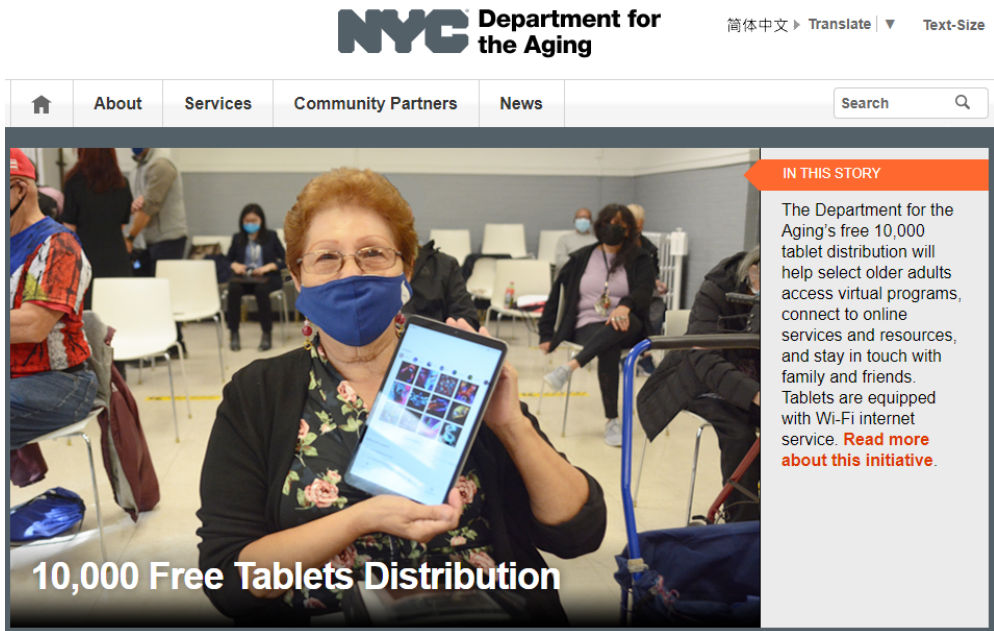 NYC Department for
the Aging
简体中文 Translate ▼ Text-Size
About Services Community Partners News Search
IN THIS STORY
The Department for the
Aging's free 10,000
tablet distribution will
help select older adults
access virtual programs,
connect to online
services and resources,
and stay in touch with
family and friends.
Tablets are equipped
with Wi-Fi internet
service. Read more
about this initiative.
10,000 Free Tablets Distribution